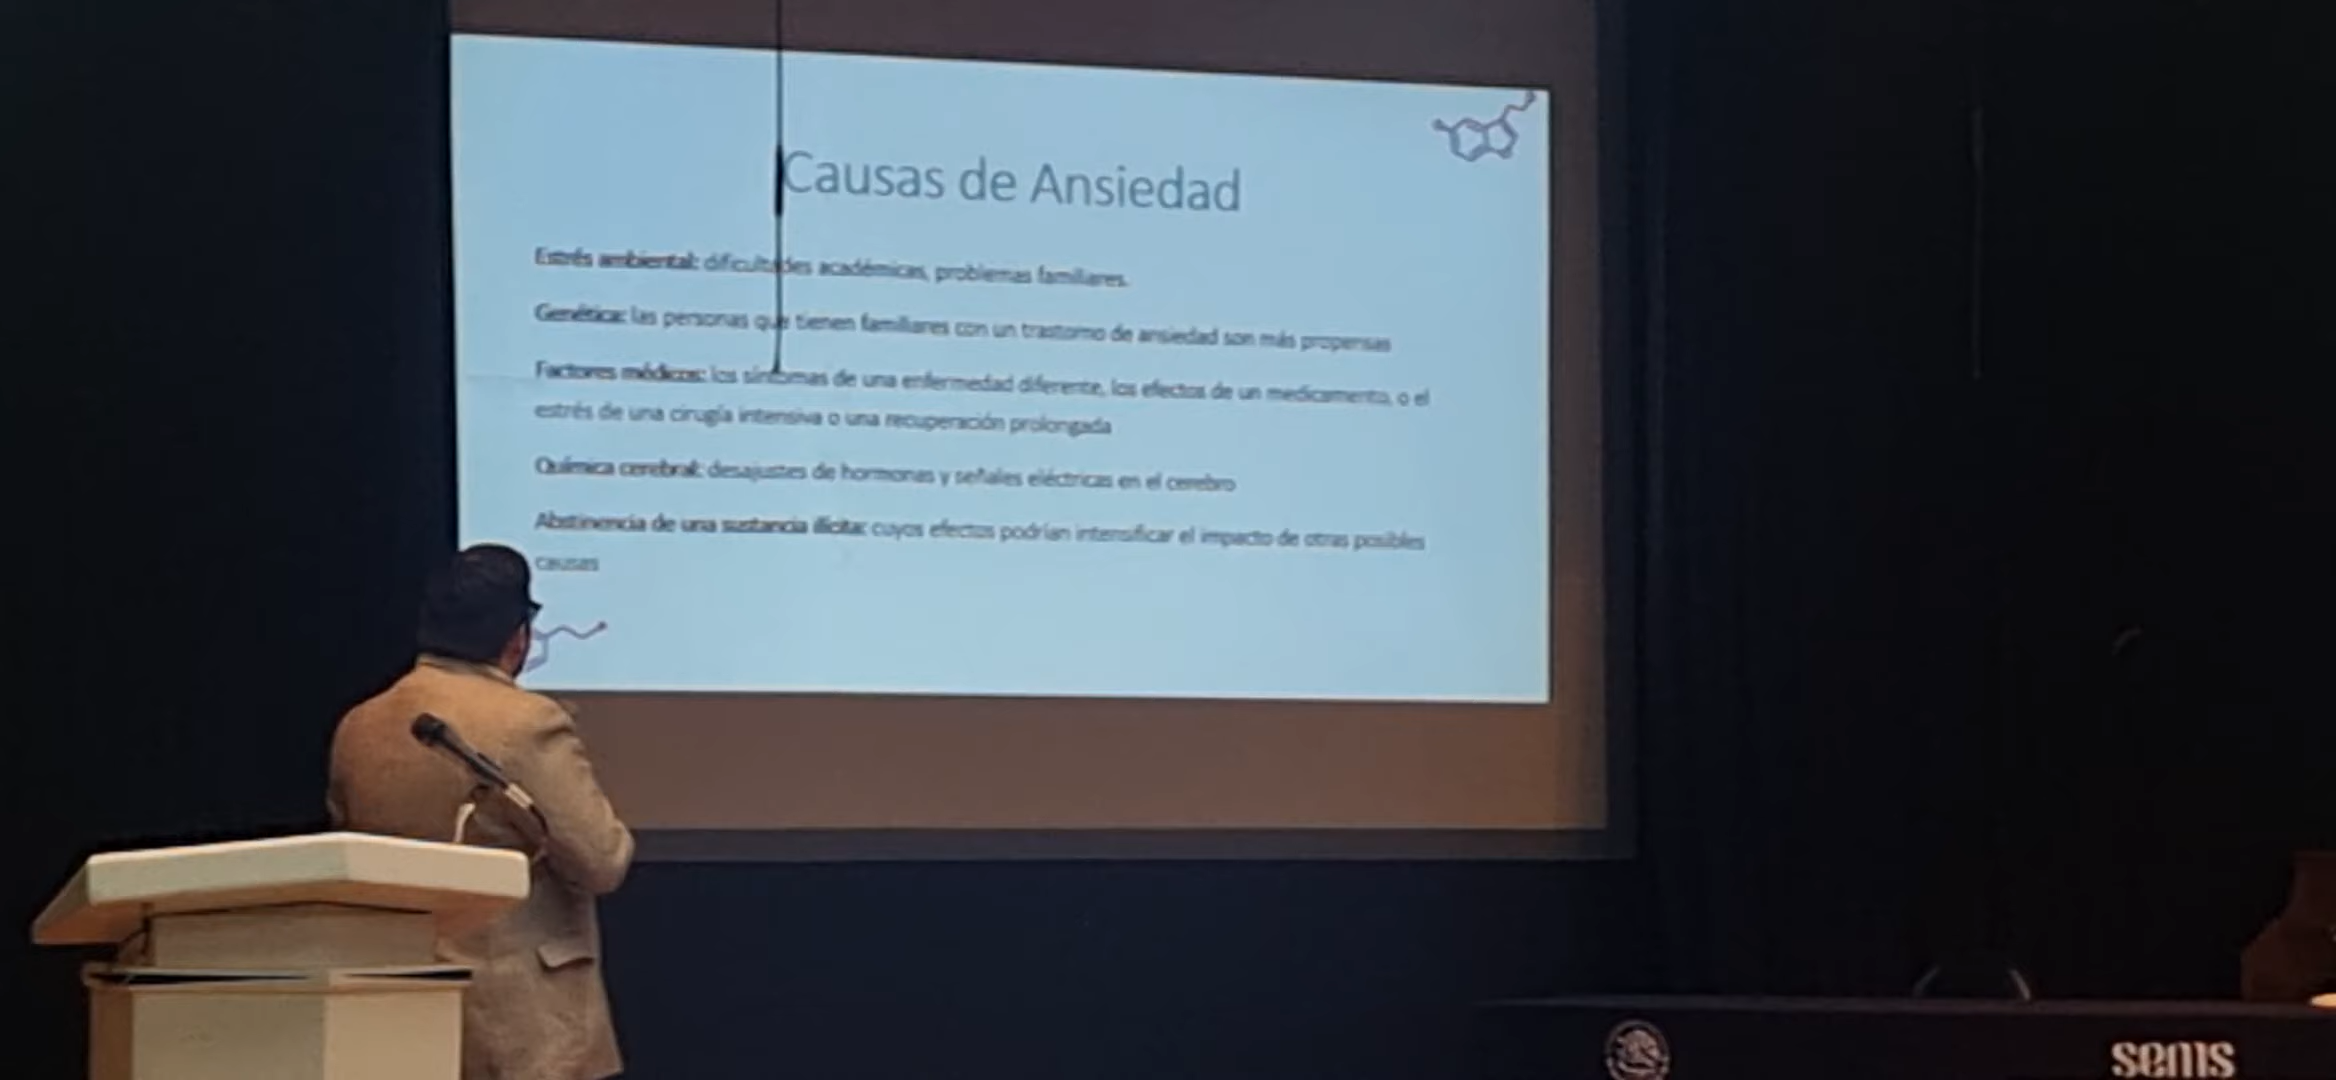 Causas de Ansiedad
Estrés ambiental: dificultades académicas, problemas familiares.
Genética: las personas que tienen familiares con un trastorno de ansiedad son más propensas
Factores médicos: los síntomas de una enfermedad diferente, los efectos de un medicamento, o el
estrés de una cirugía intensiva o una recuperación prolongada
Química cerebral: desajustes de hormonas y señales eléctricas en el cerebro
Abstinencia de una sustancia ilícita: cuyos efectos podrían intensificar el impacto de otras posibles
causas
sems